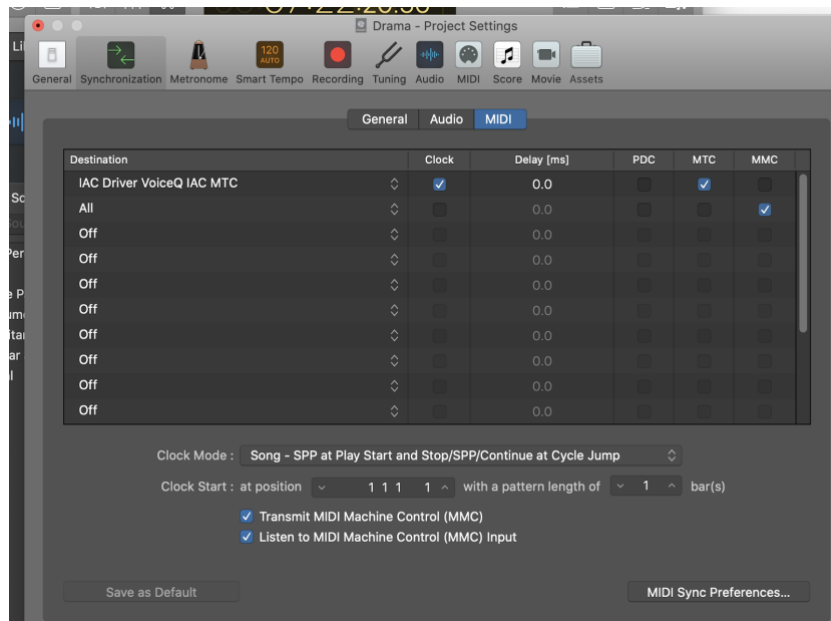 Drama - Project Settings
120
AUTO
General Synchronization Metronome Smart Tempo Recording Tuning Audio MIDI Score Movie Assets
General Audio MIDI
Destination Clock Delay [ms] PDC MTC MMC
IAC Driver VoiceQ IAC MTC 0.0
All 0.0
Off 0.0
Off 0.0
Off 0.0
Off 0.0
Off 0.0
Off 0.0
Off 0.0
Off 0.0
Clock Mode : Song - SPP at Play Start and Stop/SPP/Continue at Cycle Jump
Clock Start : at position 1 1 1 1 with a pattern length of 1 bar(s)
Transmit MIDI Machine Control (MMC)
Listen to MIDI Machine Control (MMC) Input
Save as Default MIDI Sync Preferences...